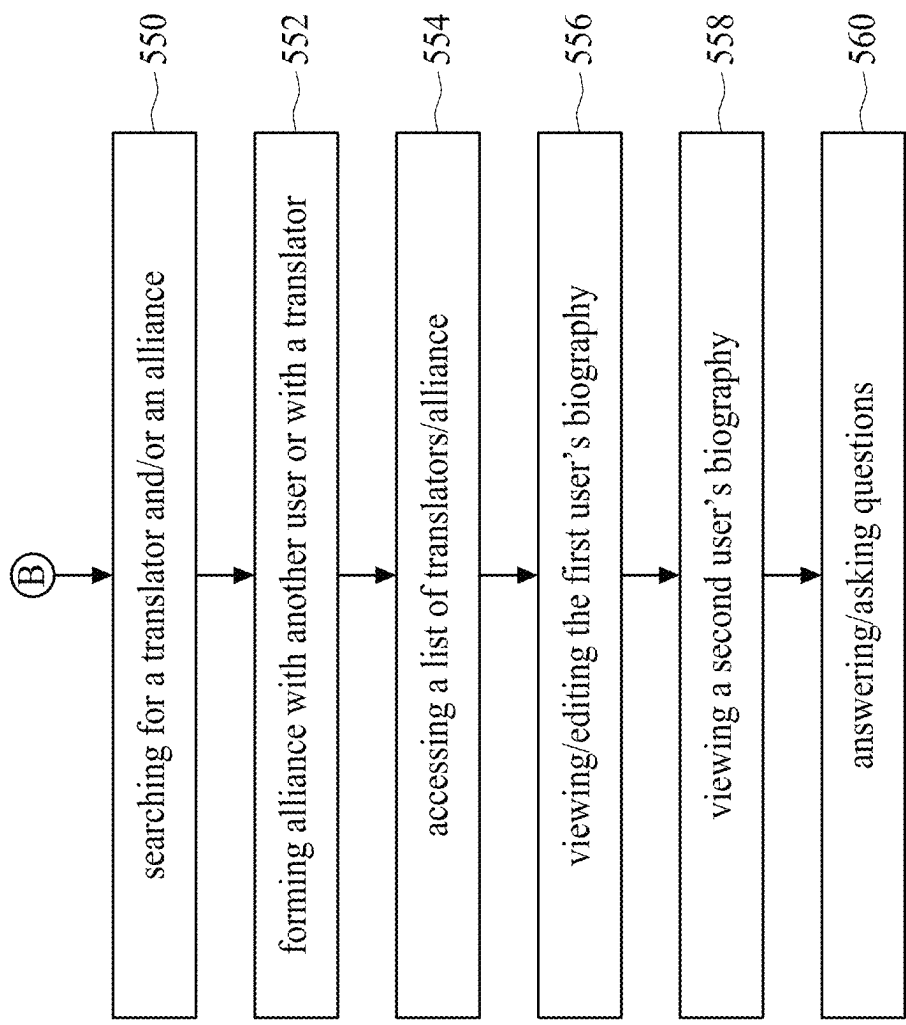 B
searching for a translator and/or an alliance
550
forming alliance with another user or with a translator
552
accessing a list of translators/alliance
554
viewing/editing the first user’s biography
556
viewing a second user’s biography
558
answering/asking questions
560